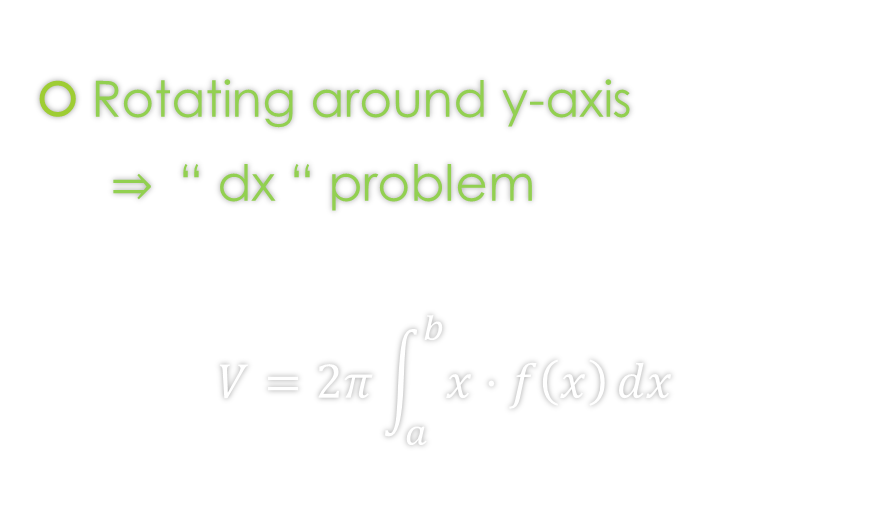 Rotating around y-axis
⇒ “ dx “ problem
V = 2π ∫_a^b x · f(x) dx